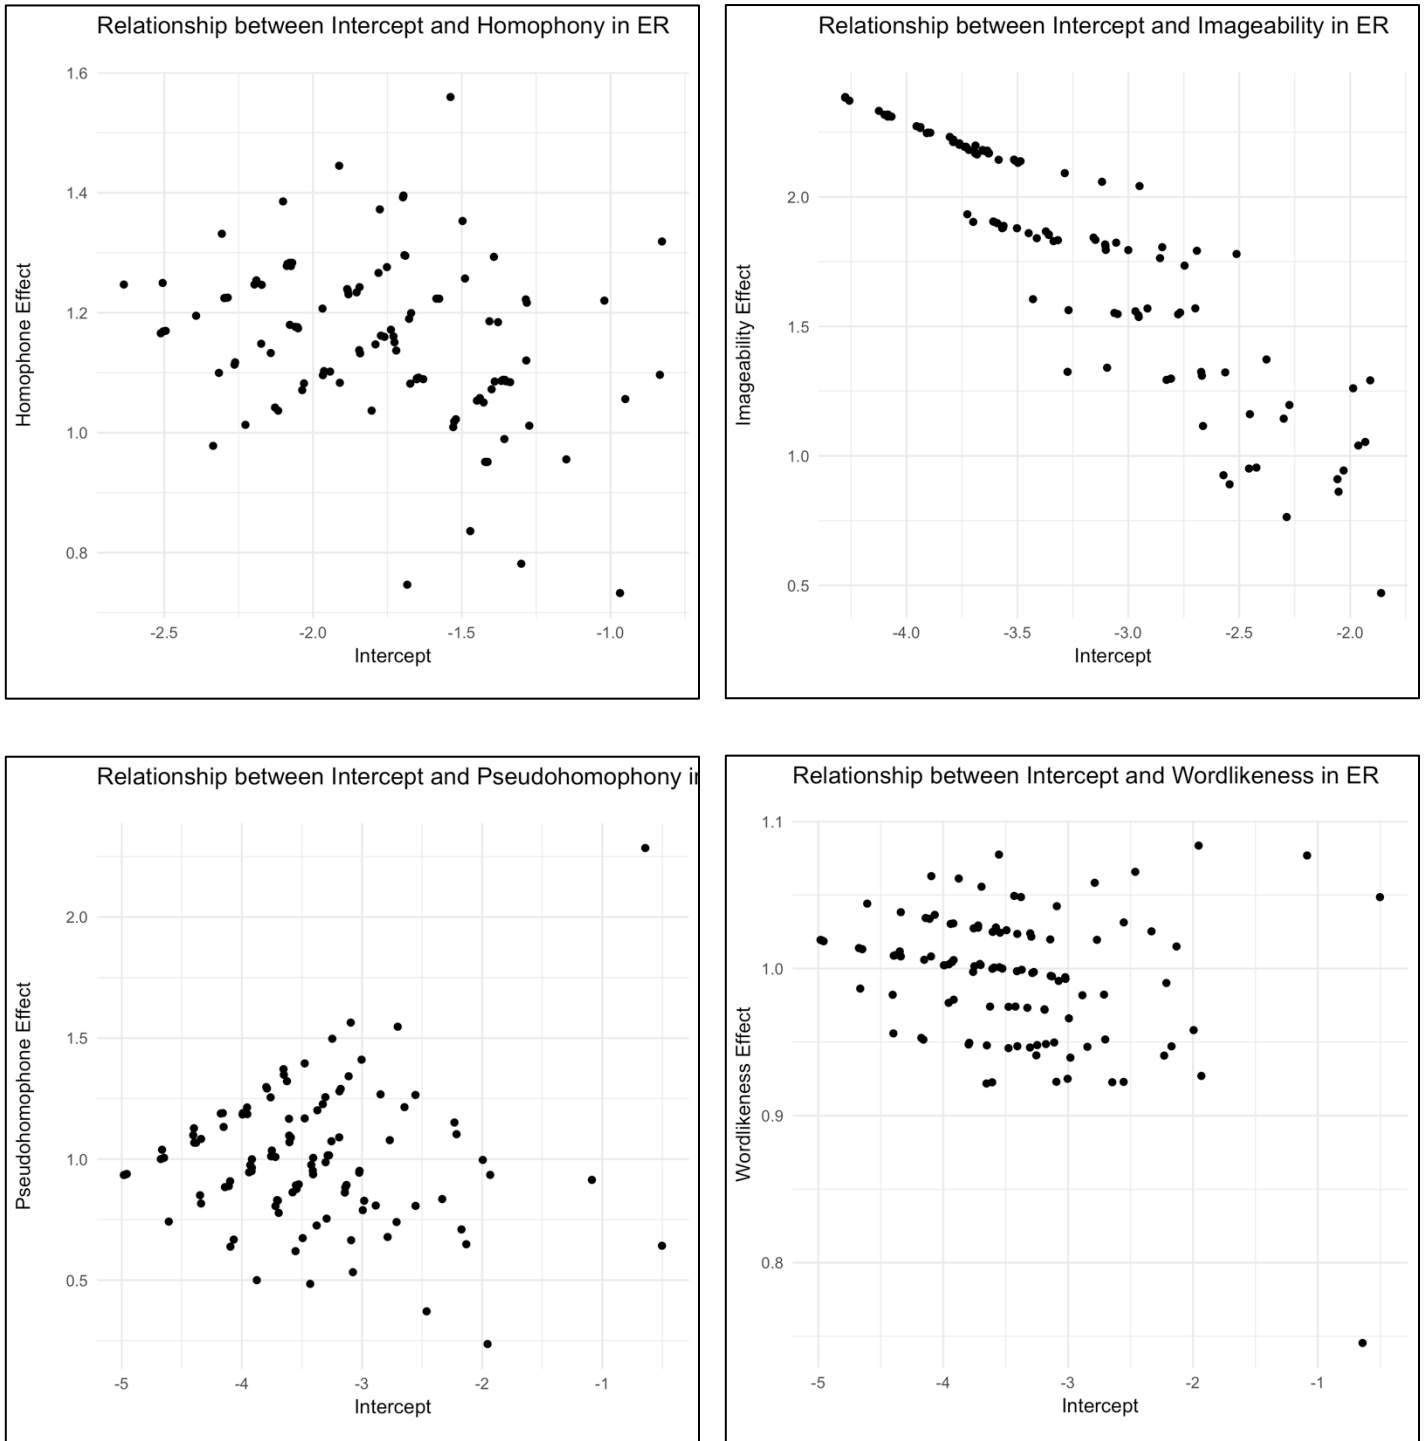 Relationship between Intercept and Homophony in ER
1.6
1.4
1.2
1.0
0.8
Homophone Effect
-2.5 -2.0 -1.5 -1.0
Intercept
Relationship between Intercept and Imageability in ER
2.0
1.5
1.0
0.5
Imageability Effect
-4.0 -3.5 -3.0 -2.5 -2.0
Intercept
Relationship between Intercept and Pseudohomophony i
2.0
1.5
1.0
0.5
Pseudohomophone Effect
-5 -4 -3 -2 -1
Intercept
Relationship between Intercept and Wordlikeness in ER
1.1
1.0
0.9
0.8
Wordlikeness Effect
-5 -4 -3 -2 -1
Intercept